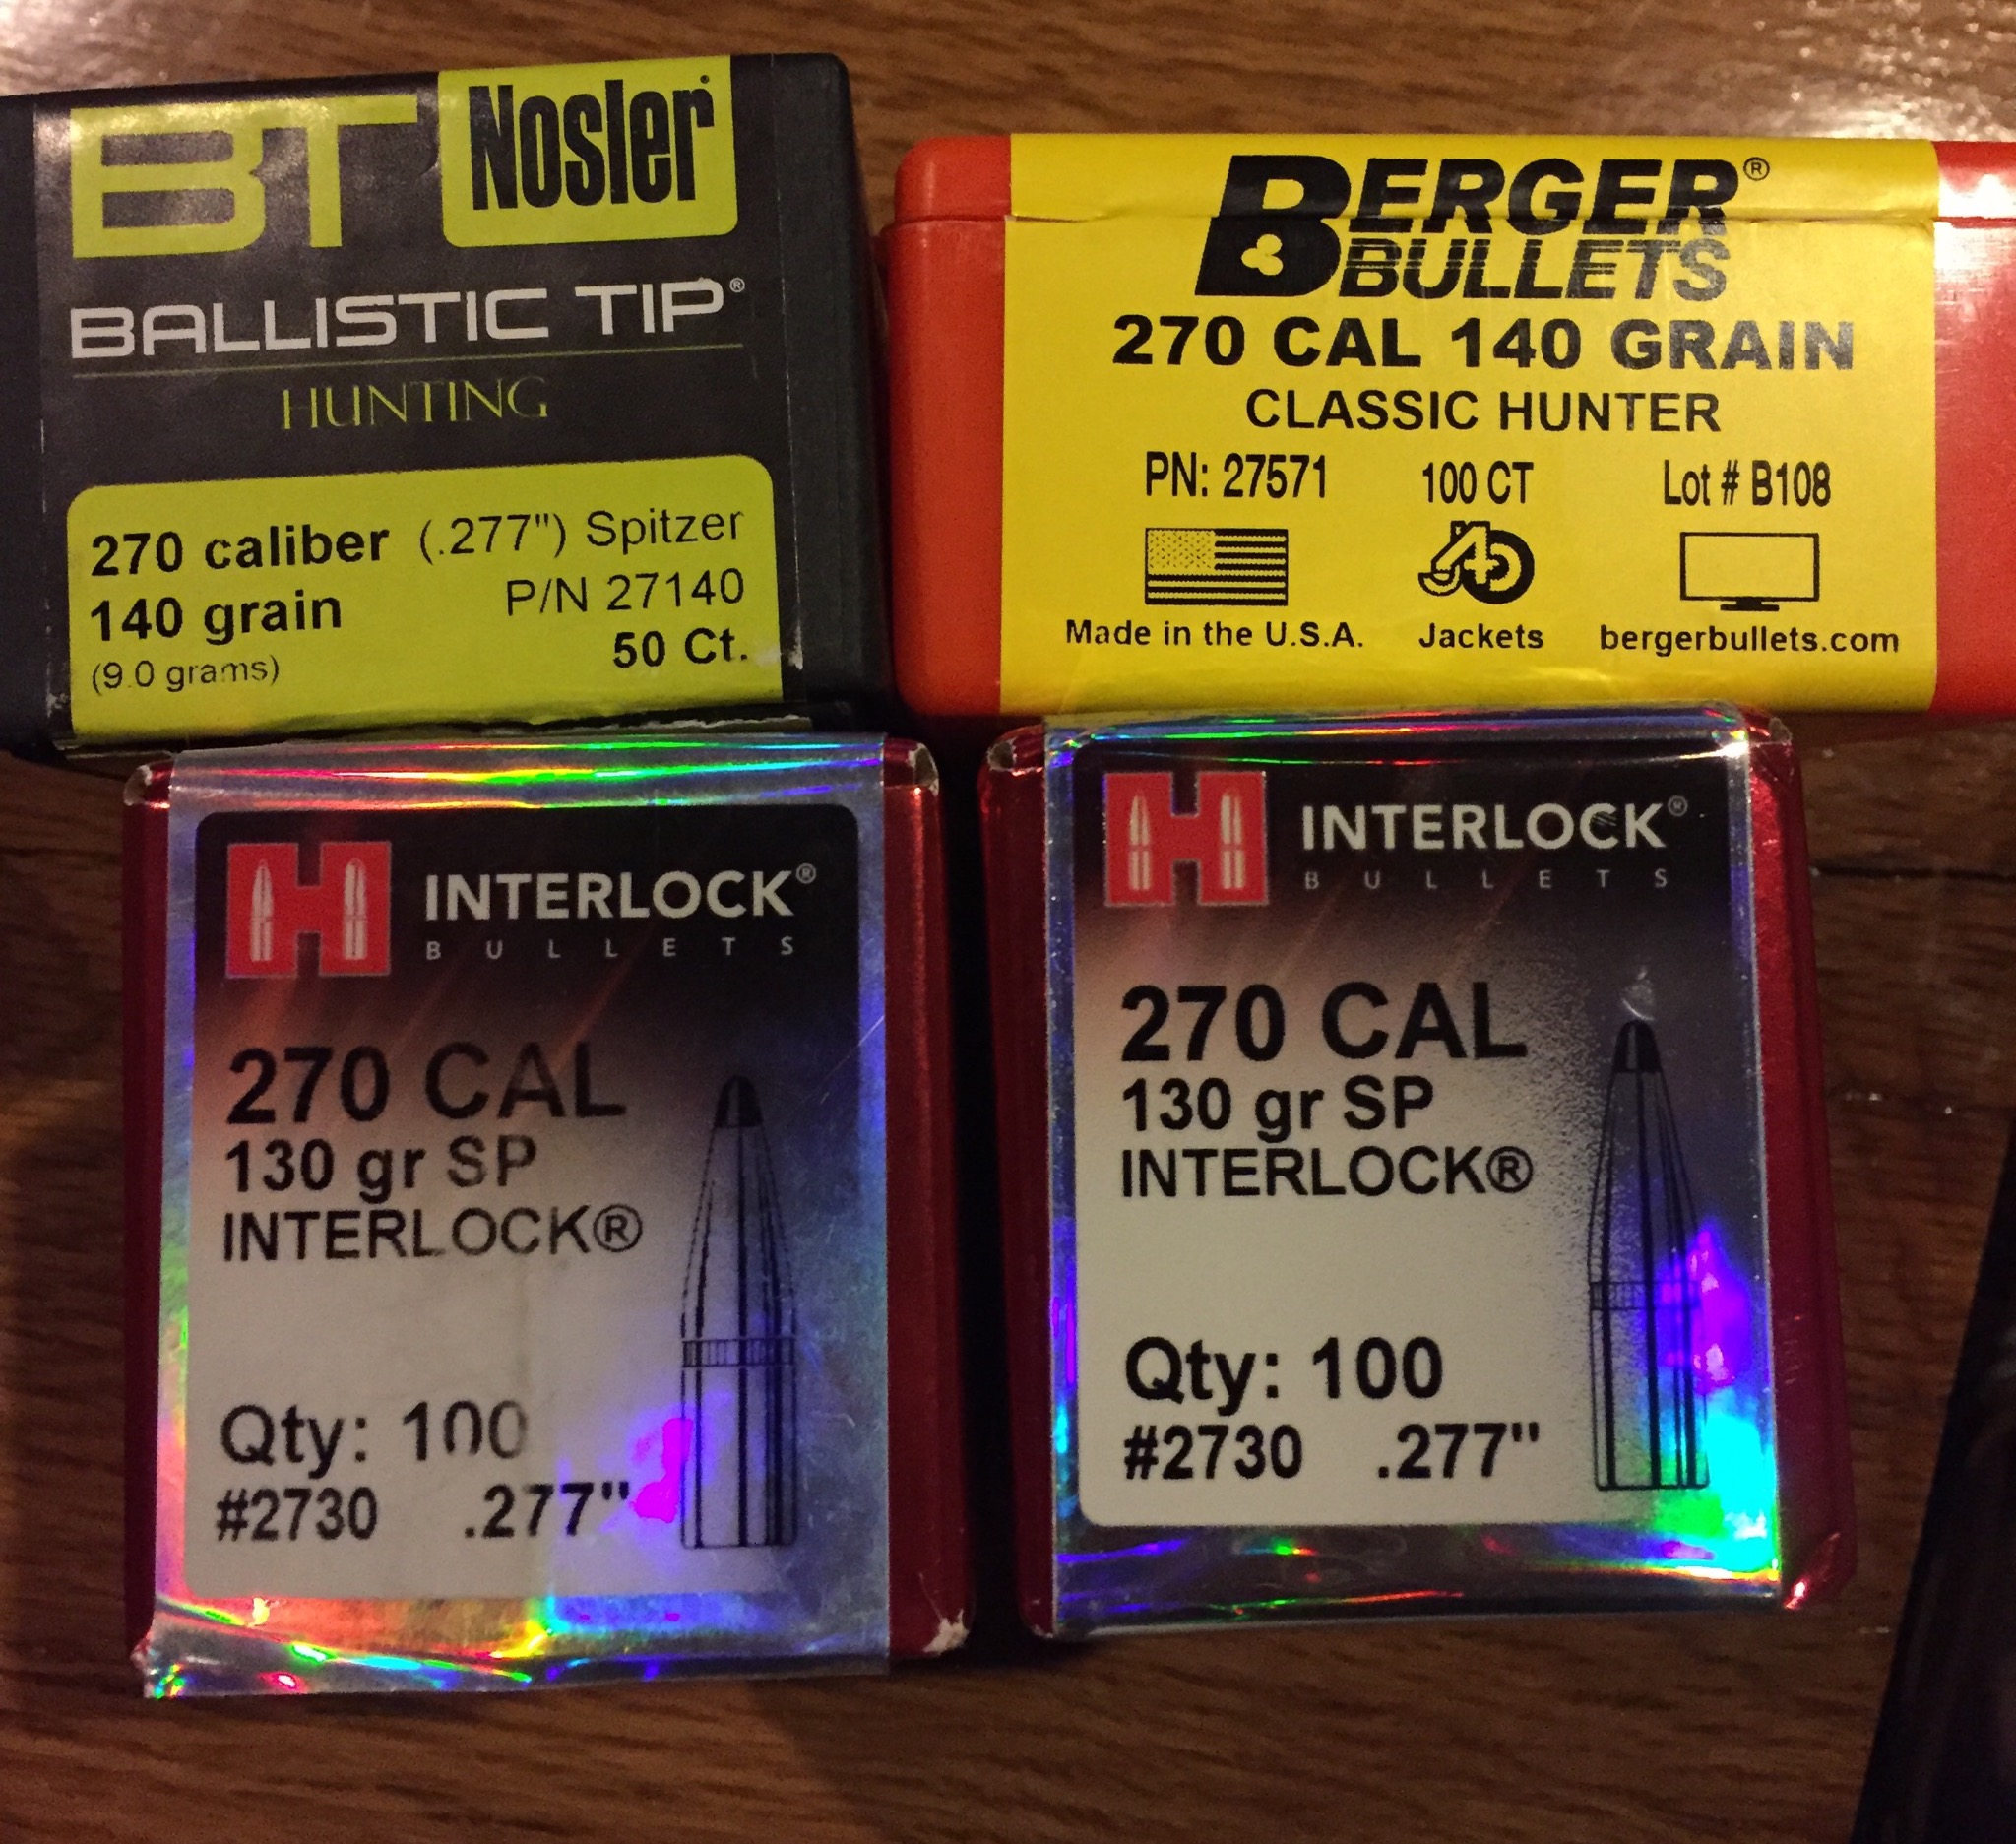 BT Nosler®
BALLISTIC TIP®
HUNTING
270 caliber (.277") Spitzer
140 grain P/N 27140
(9.0 grams) 50 Ct.
BERGER®
BULLETS
270 CAL 140 GRAIN
CLASSIC HUNTER
PN: 27571 100 CT Lot # B108
J4
Made in the U.S.A. Jackets bergerbullets.com
H INTERLOCK®
BULLETS
270 CAL
130 gr SP
INTERLOCK®
Qty: 100
#2730 .277"
H INTERLOCK®
BULLETS
270 CAL
130 gr SP
INTERLOCK®
Qty: 100
#2730 .277"